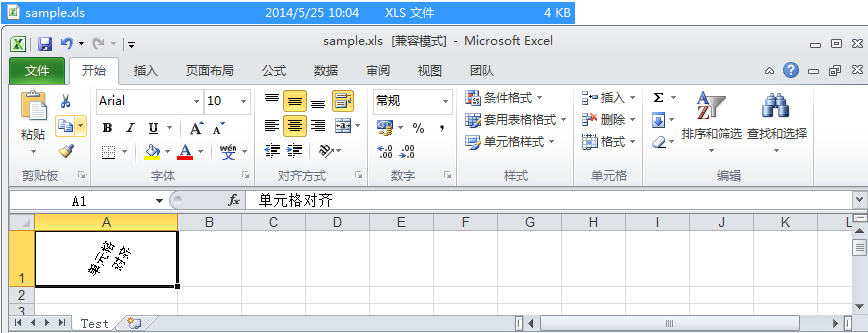 sample.xls 2014/5/25 10:04 XLS 文件 4 KB
sample.xls [兼容模式] - Microsoft Excel
文件 开始 插入 页面布局 公式 数据 审阅 视图 团队
Arial 10 常规 条件格式 插入 Σ
粘贴 B I U A A % , 套用表格格式 删除 排序和筛选 查找和选择
A wén 文 .00 .0 单元格样式 格式
剪贴板 字体 对齐方式 数字 样式 单元格 编辑
A1 fx 单元格对齐
A B C D E F G H I J K L
1 单元格
对齐
2
3
Test